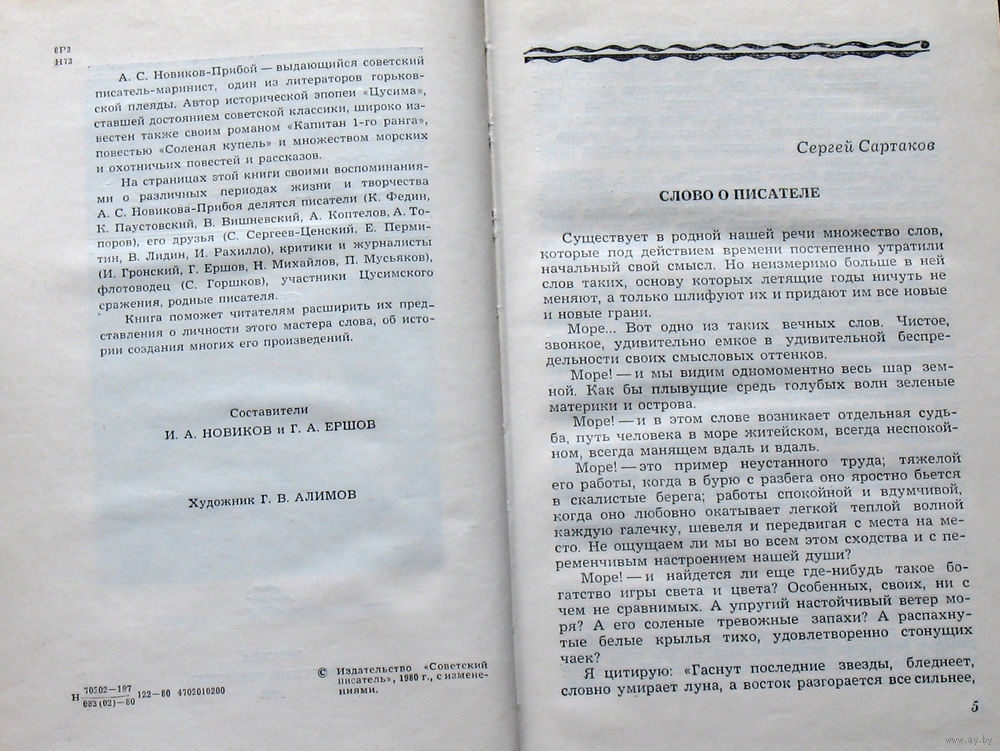 8Р2
Н73
А. С. Новиков-Прибой — выдающийся советский
писатель-маринист, один из литераторов горьков-
ской плеяды. Автор исторической эпопеи «Цусима»,
ставшей достоянием советской классики, широко из-
вестен также своим романом «Капитан 1-го ранга»,
повестью «Соленая купель» и множеством морских
и охотничьих повестей и рассказов.
На страницах этой книги своими воспоминания-
ми о различных периодах жизни и творчества
А. С. Новикова-Прибоя делятся писатели (К. Федин,
К. Паустовский, В. Вишневский, А. Коптелов, А. То-
поров), его друзья (С. Сергеев-Ценский, Е. Перми-
тин, В. Лидин, И. Рахилло), критики и журналисты
(И. Гронский, Г. Ершов, Н. Михайлов, П. Мусьяков),
флотоводец (С. Горшков), участники Цусимского
сражения, родные писателя.
Книга поможет читателям расширить их пред-
ставления о личности этого мастера слова, об исто-
рии создания многих его произведений.
Составители
И. А. НОВИКОВ и Г. А. ЕРШОВ
Художник Г. В. АЛИМОВ
Н 70302—197 122—80 4702010200
083(02)—80
© Издательство «Советский
писатель», 1980 г., с измене-
ниями.
Сергей Сартаков
СЛОВО О ПИСАТЕЛЕ
Существует в родной нашей речи множество слов,
которые под действием времени постепенно утратили
начальный свой смысл. Но неизмеримо больше в ней
слов таких, основу которых летящие годы ничуть не
меняют, а только шлифуют их и придают им все новые
и новые грани.
Море... Вот одно из таких вечных слов. Чистое,
звонкое, удивительно емкое в удивительной беспре-
дельности своих смысловых оттенков.
Море! — и мы видим одномоментно весь шар зем-
ной. Как бы плывущие средь голубых волн зеленые
материки и острова.
Море! — и в этом слове возникает отдельная судь-
ба, путь человека в море житейском, всегда неспокой-
ном, всегда манящем вдаль и вдаль.
Море! — это пример неустанного труда; тяжелой
его работы, когда в бурю с разбега оно яростно бьется
в скалистые берега; работы спокойной и вдумчивой,
когда оно любовно окатывает легкой теплой волной
каждую галечку, шевеля и передвигая с места на ме-
сто. Не ощущаем ли мы во всем этом сходства и с пе-
ременчивым настроением нашей души?
Море! — и найдется ли еще где-нибудь такое бо-
гатство игры света и цвета? Особенных, своих, ни с
чем не сравнимых. А упругий настойчивый ветер мо-
ря? А его соленые тревожные запахи? А распахну-
тые белые крылья тихо, удовлетворенно стонущих
чаек?
Я цитирую: «Гаснут последние звезды, бледнеет,
словно умирает луна, а восток разгорается все сильнее,
5
www.ay.by